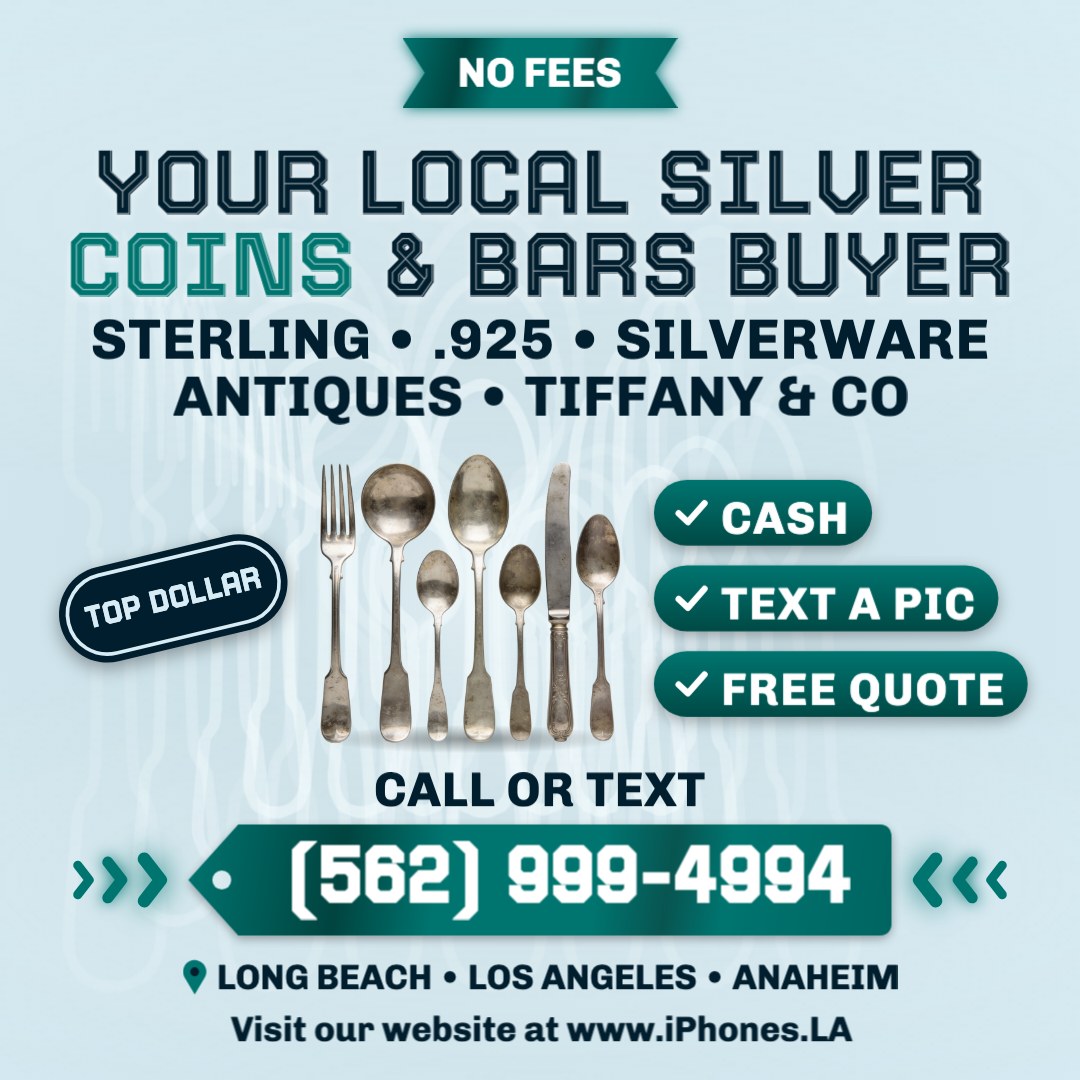 NO FEES
YOUR LOCAL SILVER
COINS & BARS BUYER
STERLING • .925 • SILVERWARE
ANTIQUES • TIFFANY & CO
TOP DOLLAR
✓ CASH
✓ TEXT A PIC
✓ FREE QUOTE
CALL OR TEXT
(562) 999-4994
LONG BEACH • LOS ANGELES • ANAHEIM
Visit our website at www.iPhones.LA